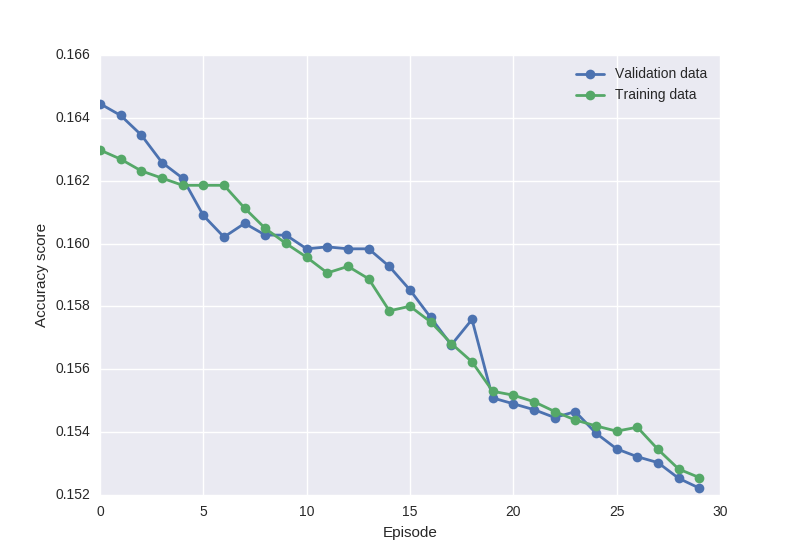 0.166
0.164
0.162
0.160
0.158
0.156
0.154
0.152
Accuracy score
Validation data
Training data
0 5 10 15 20 25 30
Episode